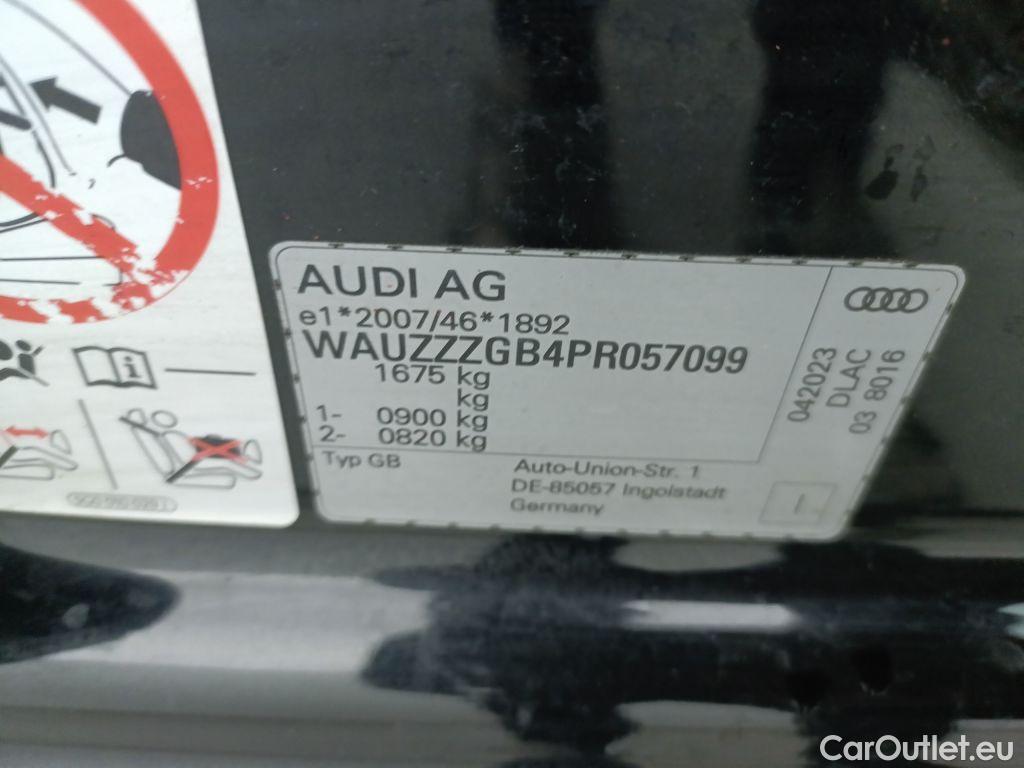 AUDI AG
e1*2007/46*1892
WAUZZZGB4PR057099
1675 kg
kg
1- 0900 kg
2- 0820 kg
Typ GB
Auto-Union-Str. 1
DE-85057 Ingolstadt
Germany
042023
DLAC
03 8016
CarOutlet.eu